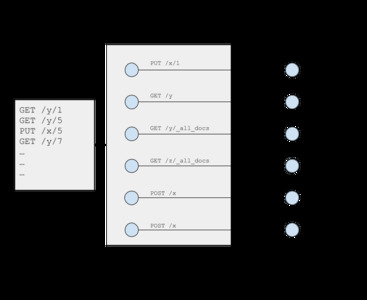 GET /y/1
GET /y/5
PUT /x/5
GET /y/7
…
…
…
PUT /x/1
GET /y
GET /y/_all_docs
GET /z/_all_docs
POST /x
POST /x